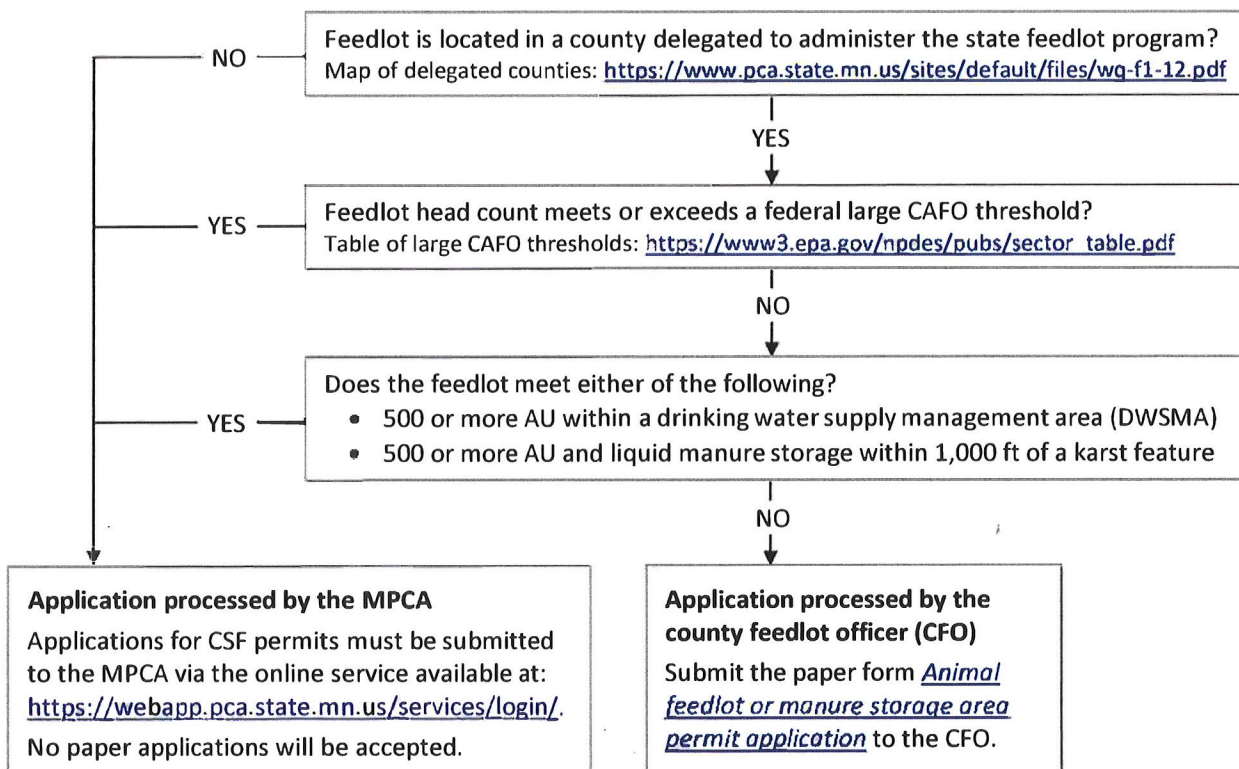 Feedlot is located in a county delegated to administer the state feedlot program?
Map of delegated counties: https://www.pca.state.mn.us/sites/default/files/wq-f1-12.pdf
NO
YES
Feedlot head count meets or exceeds a federal large CAFO threshold?
Table of large CAFO thresholds: https://www3.epa.gov/npdes/pubs/sector_table.pdf
YES
NO
Does the feedlot meet either of the following?
• 500 or more AU within a drinking water supply management area (DWSMA)
• 500 or more AU and liquid manure storage within 1,000 ft of a karst feature
YES
NO
Application processed by the MPCA
Applications for CSF permits must be submitted
to the MPCA via the online service available at:
https://webapp.pca.state.mn.us/services/login/.
No paper applications will be accepted.
Application processed by the
county feedlot officer (CFO)
Submit the paper form Animal
feedlot or manure storage area
permit application to the CFO.